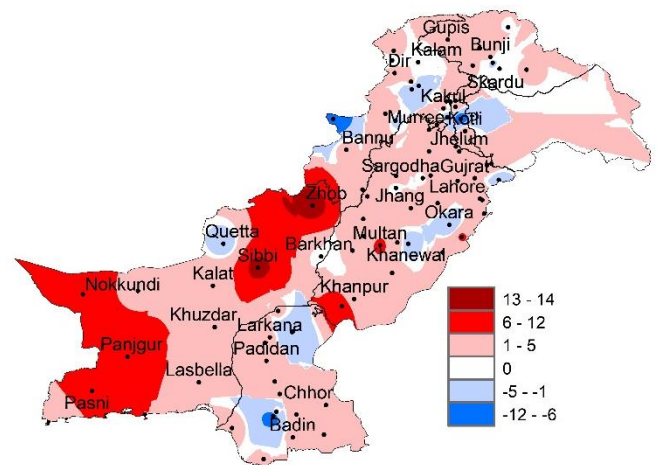 Gupis
Kalam
Bunji
Dir
Skardu
Kakul
Murree
Kotli
Bannu
Jhelum
Sargodha
Gujrat
Zhob
Jhang
Lahore
Okara
Quetta
Multan
Sibbi
Barkhan
Khanewal
Nokkundi
Kalat
Khanpur
Khuzdar
Larkana
Panjgur
Padidan
Lasbella
Pasni
Chhor
Badin
13 - 14
6 - 12
1 - 5
0
-5 - -1
-12 - -6